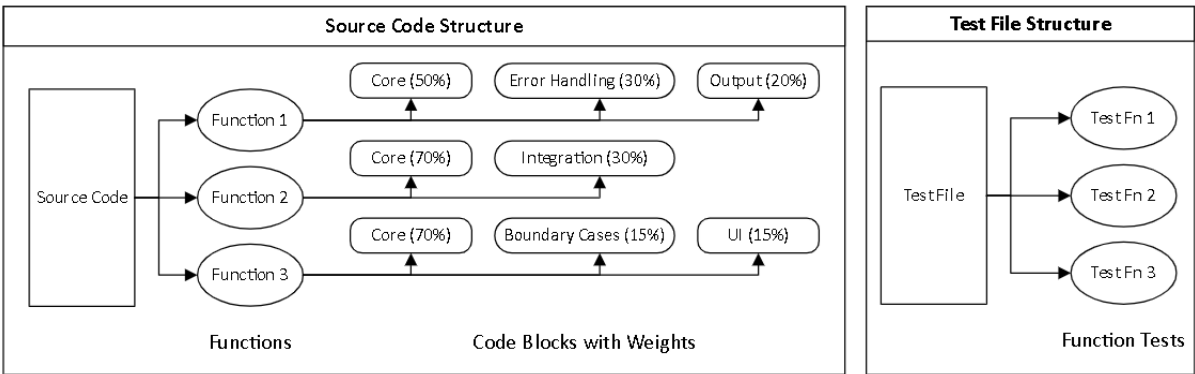 Source Code Structure
Core (50%)
Error Handling (30%)
Output (20%)
Function 1
Core (70%)
Integration (30%)
Source Code
Function 2
Core (70%)
Boundary Cases (15%)
UI (15%)
Function 3
Functions
Code Blocks with Weights
Test File Structure
Test Fn 1
Test File
Test Fn 2
Test Fn 3
Function Tests